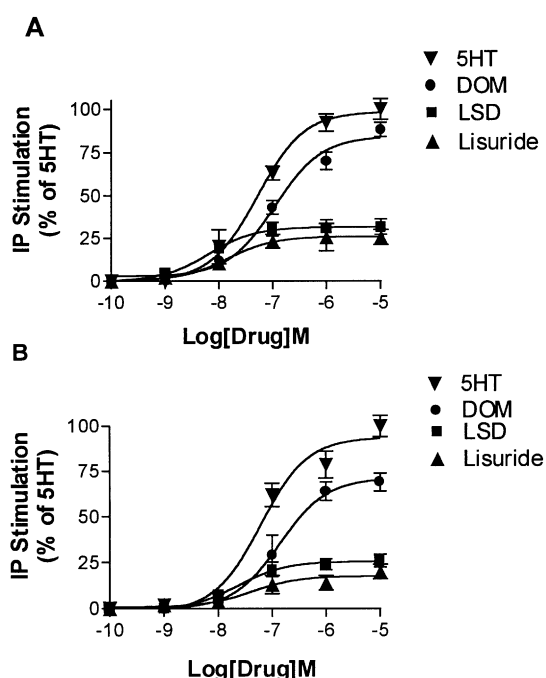 A
5HT
DOM
LSD
Lisuride
IP Stimulation
(% of 5HT)
100
75
50
25
0
-10 -9 -8 -7 -6 -5
Log[Drug]M
B
5HT
DOM
LSD
Lisuride
IP Stimulation
(% of 5HT)
100
75
50
25
0
-10 -9 -8 -7 -6 -5
Log[Drug]M